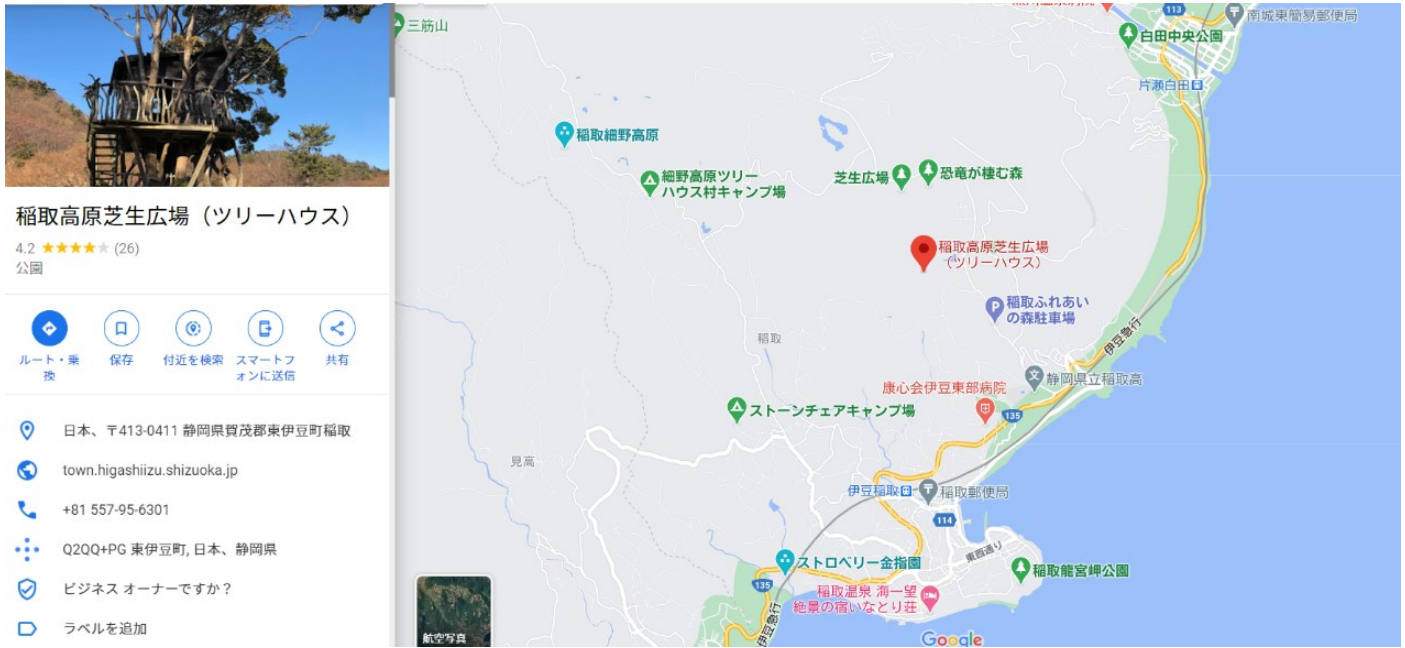 稲取高原芝生広場（ツリーハウス）
4.2 ★★★★★ (26)
公園
ルート・乗
換
保存
付近を検索
スマートフ
ォンに送信
共有
日本、〒413-0411 静岡県賀茂郡東伊豆町稲取
town.higashiizu.shizuoka.jp
+81 557-95-6301
Q2QQ+PG 東伊豆町, 日本、静岡県
ビジネス オーナーですか？
ラベルを追加
三筋山
113
南城東簡易郵便局
白田中央公園
片瀬白田
稲取細野高原
細野高原ツリー
ハウス村キャンプ場
芝生広場
恐竜が棲む森
稲取高原芝生広場
（ツリーハウス）
稲取ふれあい
の森駐車場
稲取
伊豆急行
静岡県立稲取高
康心会伊豆東部病院
135
ストーンチェアキャンプ場
見高
伊豆稲取
稲取郵便局
114
東西通り
ストロベリー金指園
稲取龍宮岬公園
135
稲取温泉 海一望
絶景の宿いなとり荘
伊豆急行
航空写真
Google